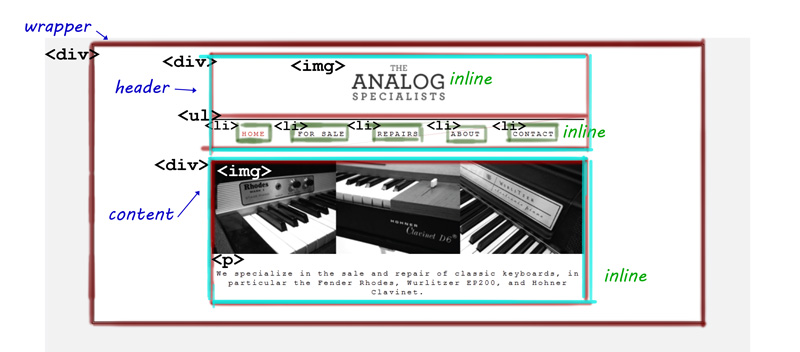 wrapper
<div>
<div>
<img>
THE
ANALOG
SPECIALISTS
inline
header
<ul>
<li> <li> <li> <li> <li>
HOME FOR SALE REPAIRS ABOUT CONTACT
inline
<div>
<img>
Rhodes
WURLITZER
HOHNER
Clavinet D6
content
<p>
We specialize in the sale and repair of classic keyboards, in
particular the Fender Rhodes, Wurlitzer EP200, and Hohner
Clavinet.
inline